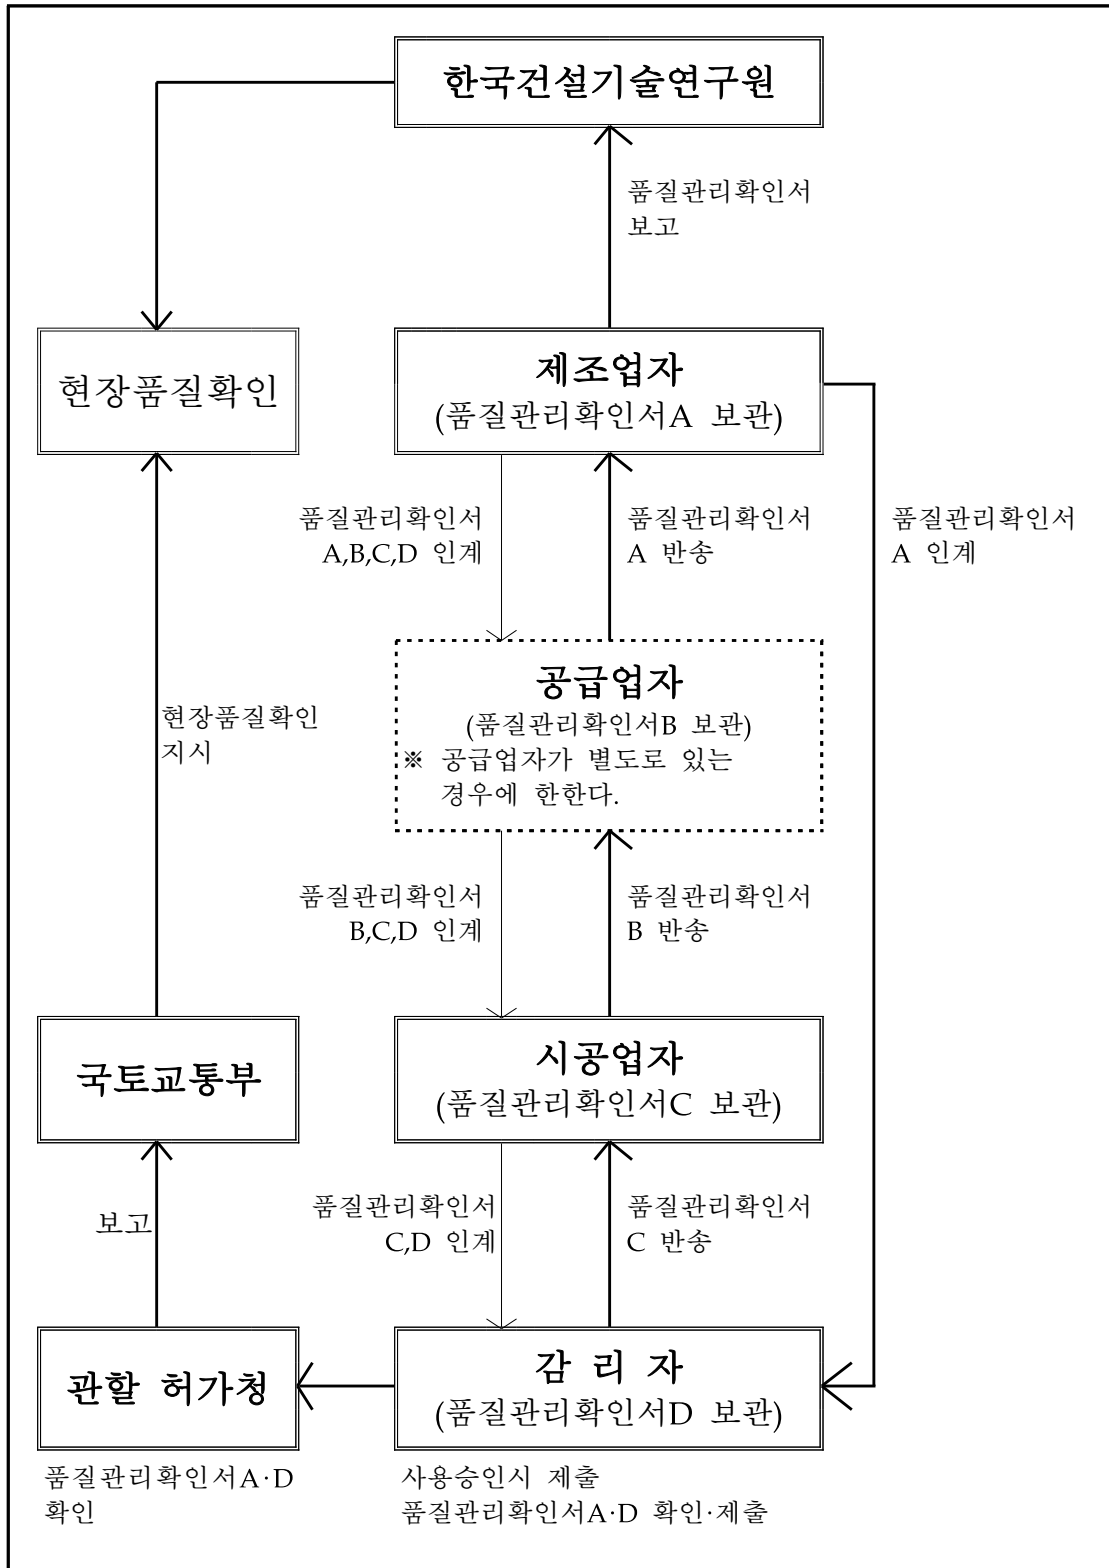 한국건설기술연구원
품질관리확인서
보고
현장품질확인
제조업자
(품질관리확인서A 보관)
품질관리확인서
A,B,C,D 인계
품질관리확인서
A 반송
품질관리확인서
A 인계
공급업자
(품질관리확인서B 보관)
※ 공급업자가 별도로 있는
경우에 한한다.
현장품질확인
지시
품질관리확인서
B,C,D 인계
품질관리확인서
B 반송
국토교통부
시공업자
(품질관리확인서C 보관)
보고
품질관리확인서
C,D 인계
품질관리확인서
C 반송
관할 허가청
감 리 자
(품질관리확인서D 보관)
품질관리확인서A·D
확인
사용승인시 제출
품질관리확인서A·D 확인·제출